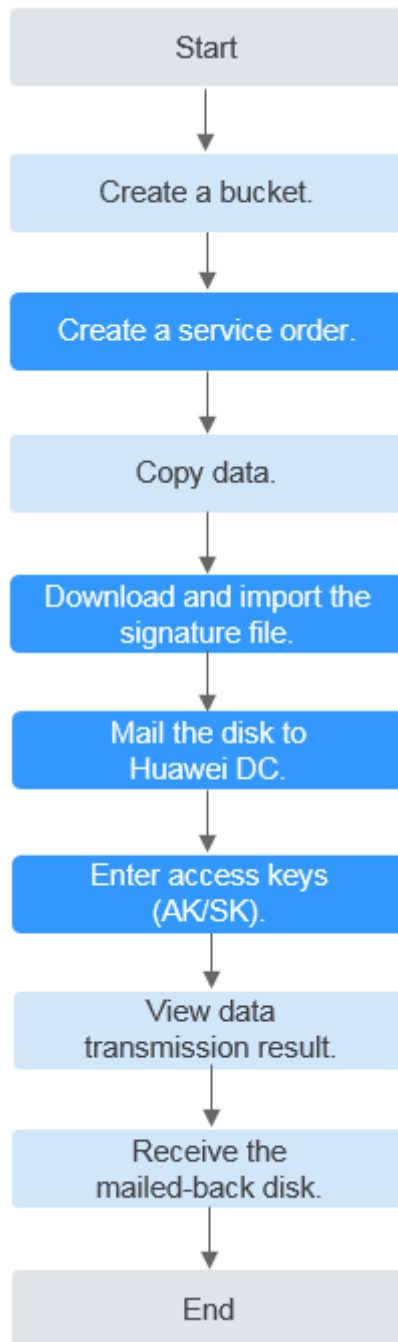 Start
Create a bucket.
Create a service order.
Copy data.
Download and import the
signature file.
Mail the disk to
Huawei DC.
Enter access keys
(AK/SK).
View data
transmission result.
Receive the
mailed-back disk.
End